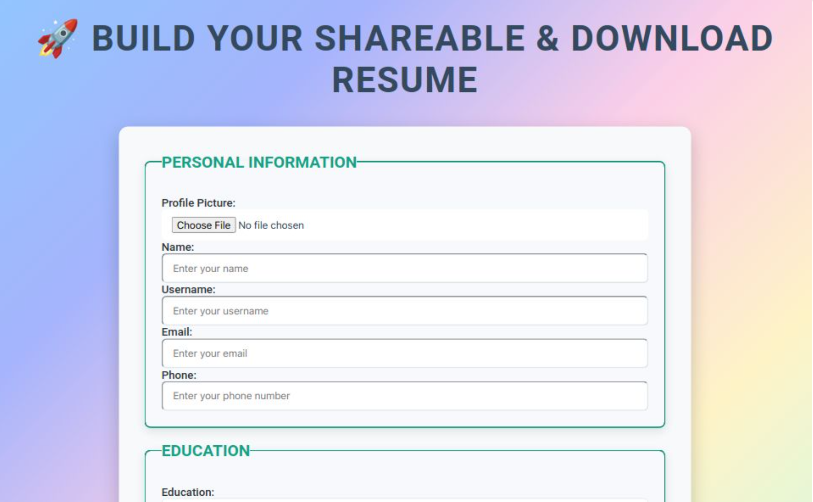 🚀 BUILD YOUR SHAREABLE & DOWNLOAD
RESUME
PERSONAL INFORMATION
Profile Picture:
Choose File No file chosen
Name:
Enter your name
Username:
Enter your username
Email:
Enter your email
Phone:
Enter your phone number
EDUCATION
Education: